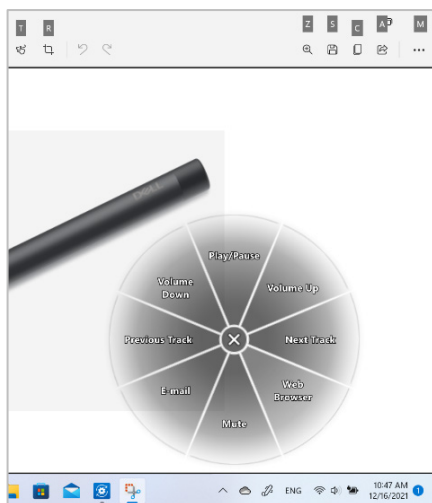 T R Z S C A M
DELL
Play/Pause
Volume
Down
Volume Up
Previous Track
Next Track
E-mail
Web
Browser
Mute
ENG
10:47 AM
12/16/2021
1